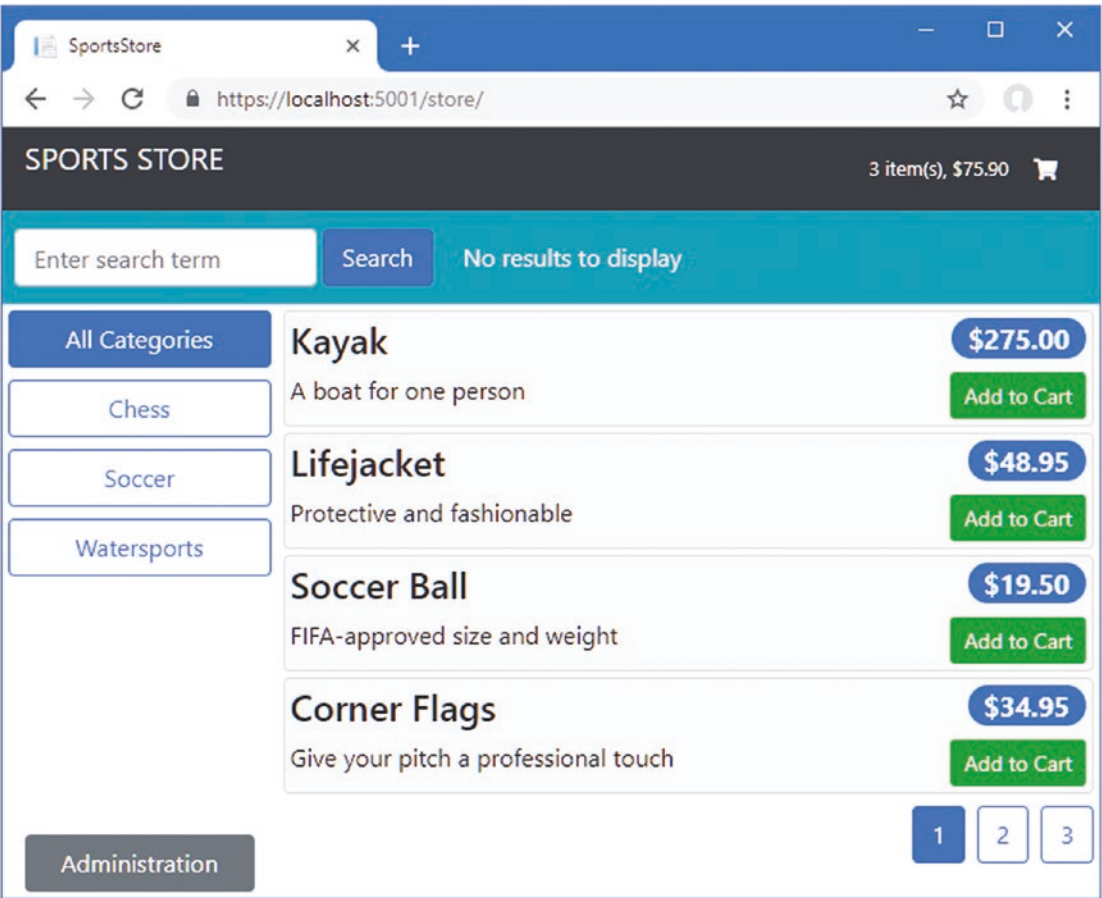 SportsStore
https://localhost:5001/store/
SPORTS STORE
3 item(s), $75.90
Enter search term
Search
No results to display
All Categories
Chess
Soccer
Watersports
Kayak
$275.00
A boat for one person
Add to Cart
Lifejacket
$48.95
Protective and fashionable
Add to Cart
Soccer Ball
$19.50
FIFA-approved size and weight
Add to Cart
Corner Flags
$34.95
Give your pitch a professional touch
Add to Cart
1 2 3
Administration